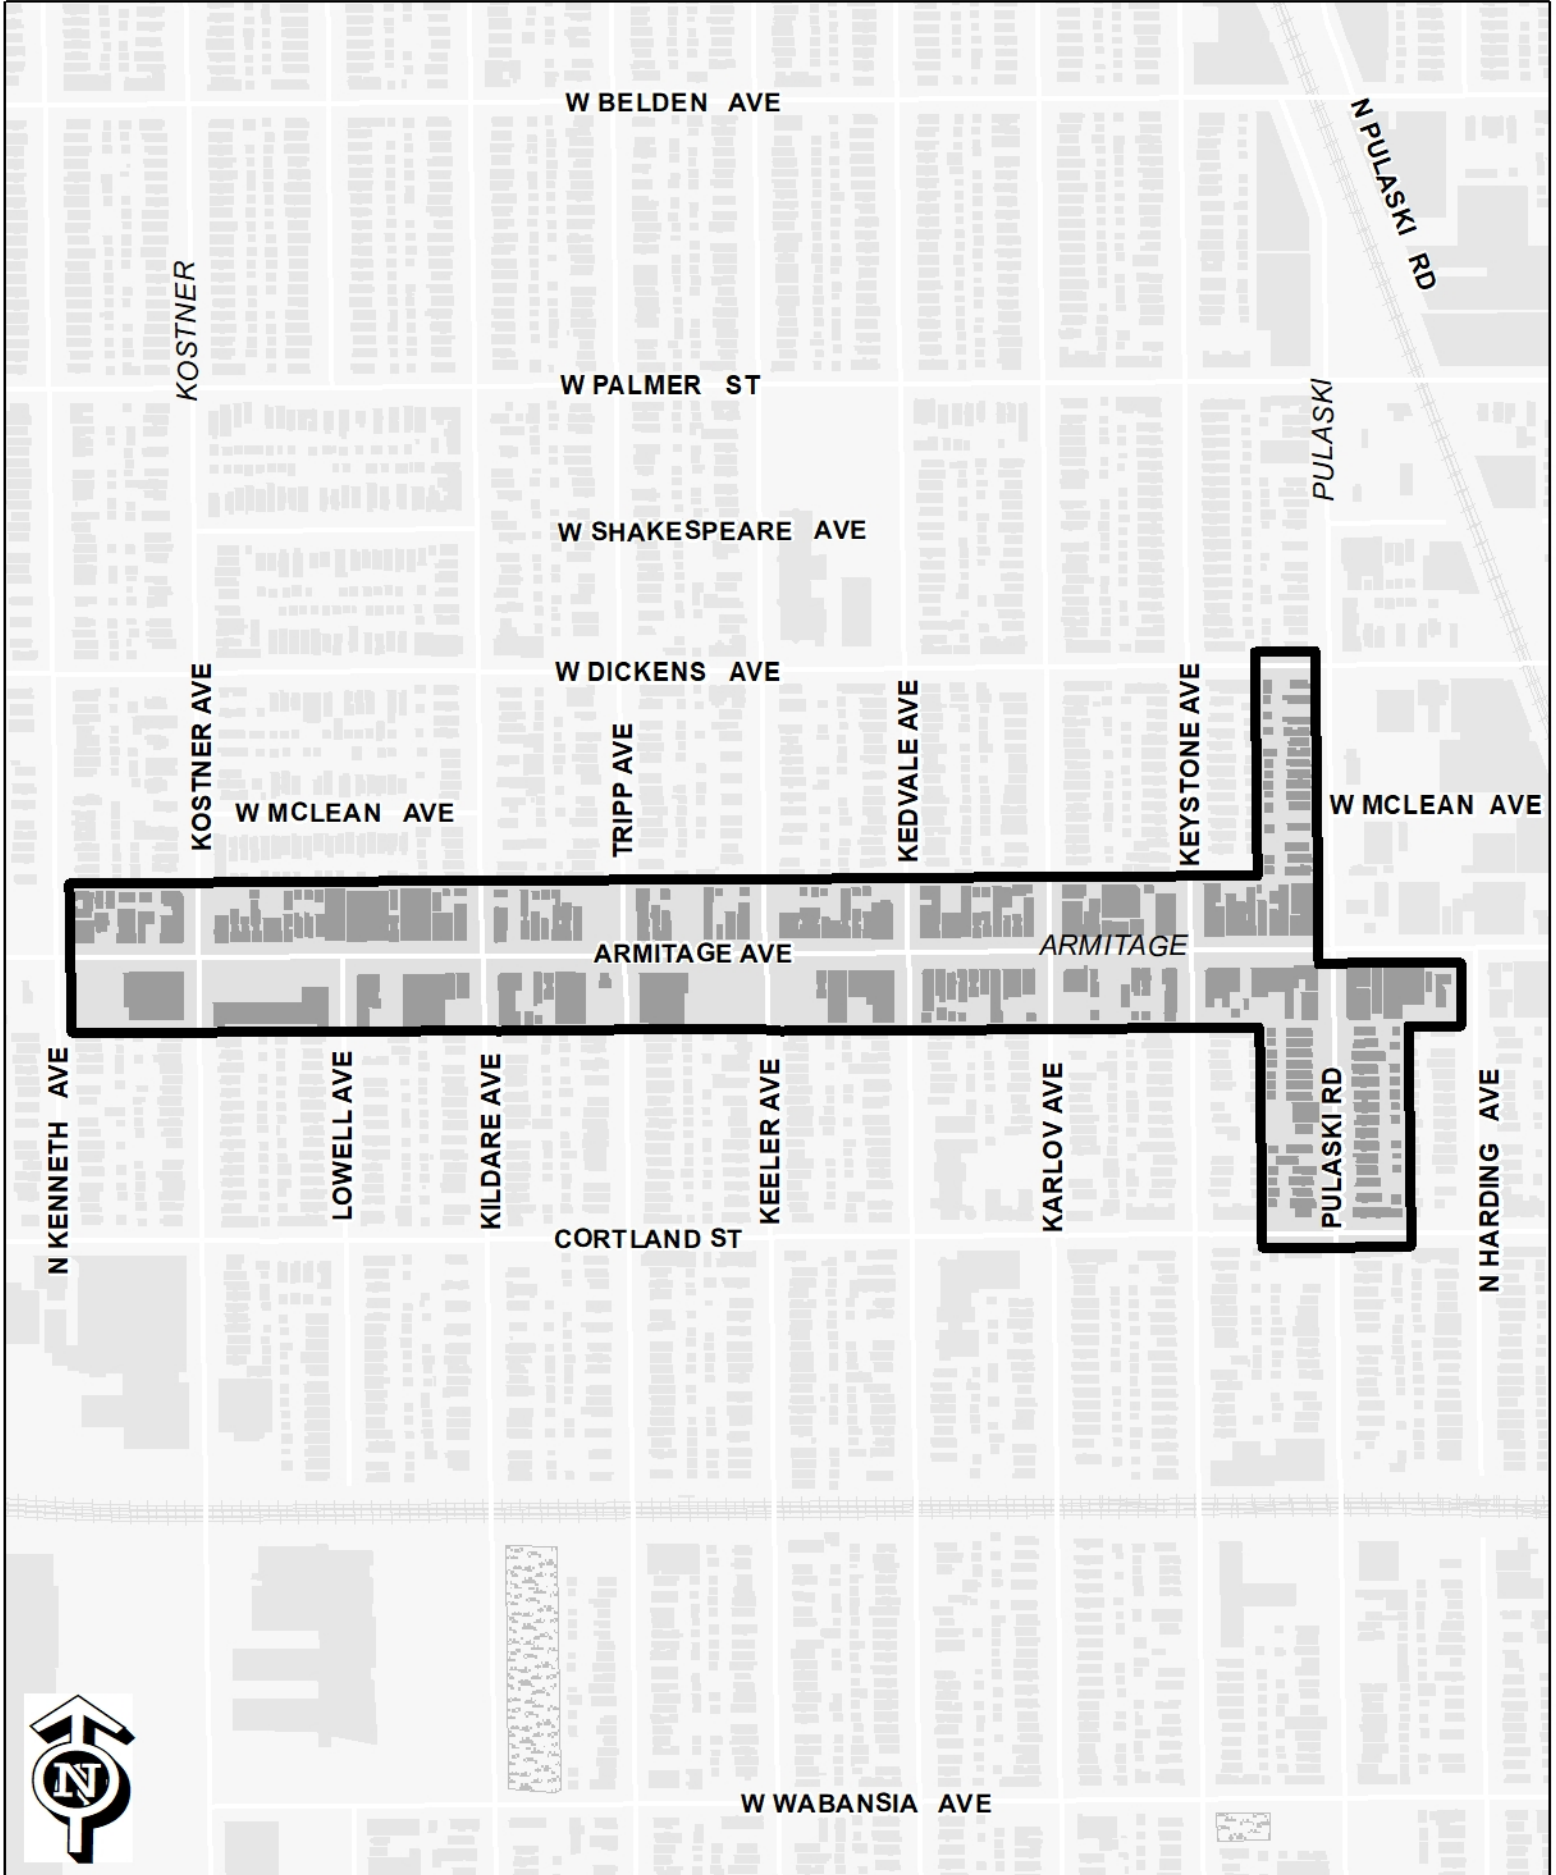 W BELDEN AVE
N PULASKI RD
KOSTNER
W PALMER ST
PULASKI
W SHAKESPEARE AVE
W DICKENS AVE
KOSTNER AVE
TRIPP AVE
KEDVALE AVE
KEYSTONE AVE
W MCLEAN AVE
W MCLEAN AVE
ARMITAGE AVE
ARMITAGE
N KENNETH AVE
LOWELL AVE
KILDARE AVE
KEELER AVE
KARLOV AVE
PULASKI RD
N HARDING AVE
CORTLAND ST
N
W WABANSIA AVE